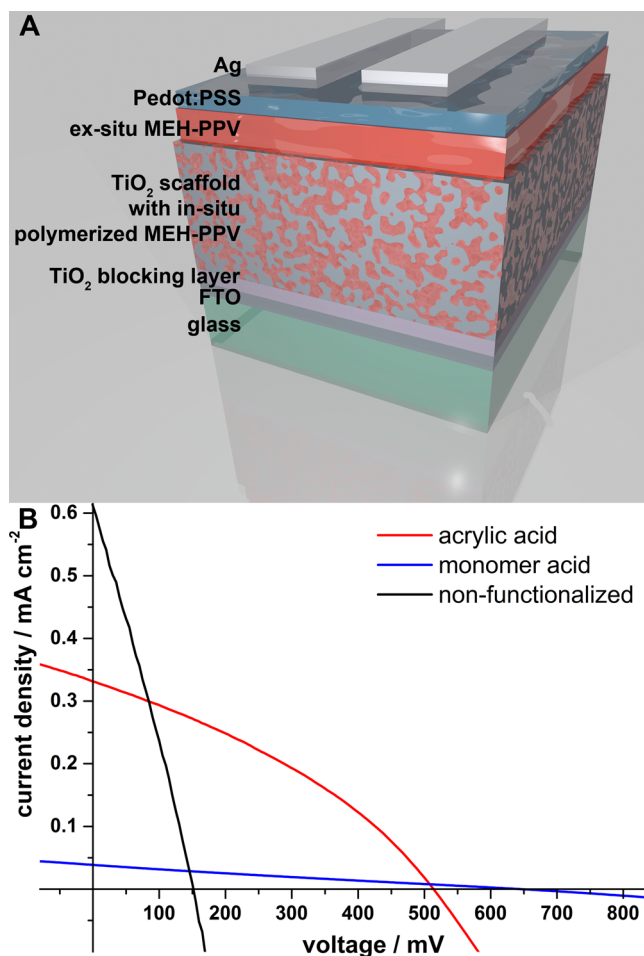 A
Ag
Pedot:PSS
ex-situ MEH-PPV
TiO₂ scaffold
with in-situ
polymerized MEH-PPV
TiO₂ blocking layer
FTO
glass
B
acrylic acid
monomer acid
non-functionalized
current density / mA cm⁻²
0.6
0.5
0.4
0.3
0.2
0.1
100 200 300 400 500 600 700 800
voltage / mV